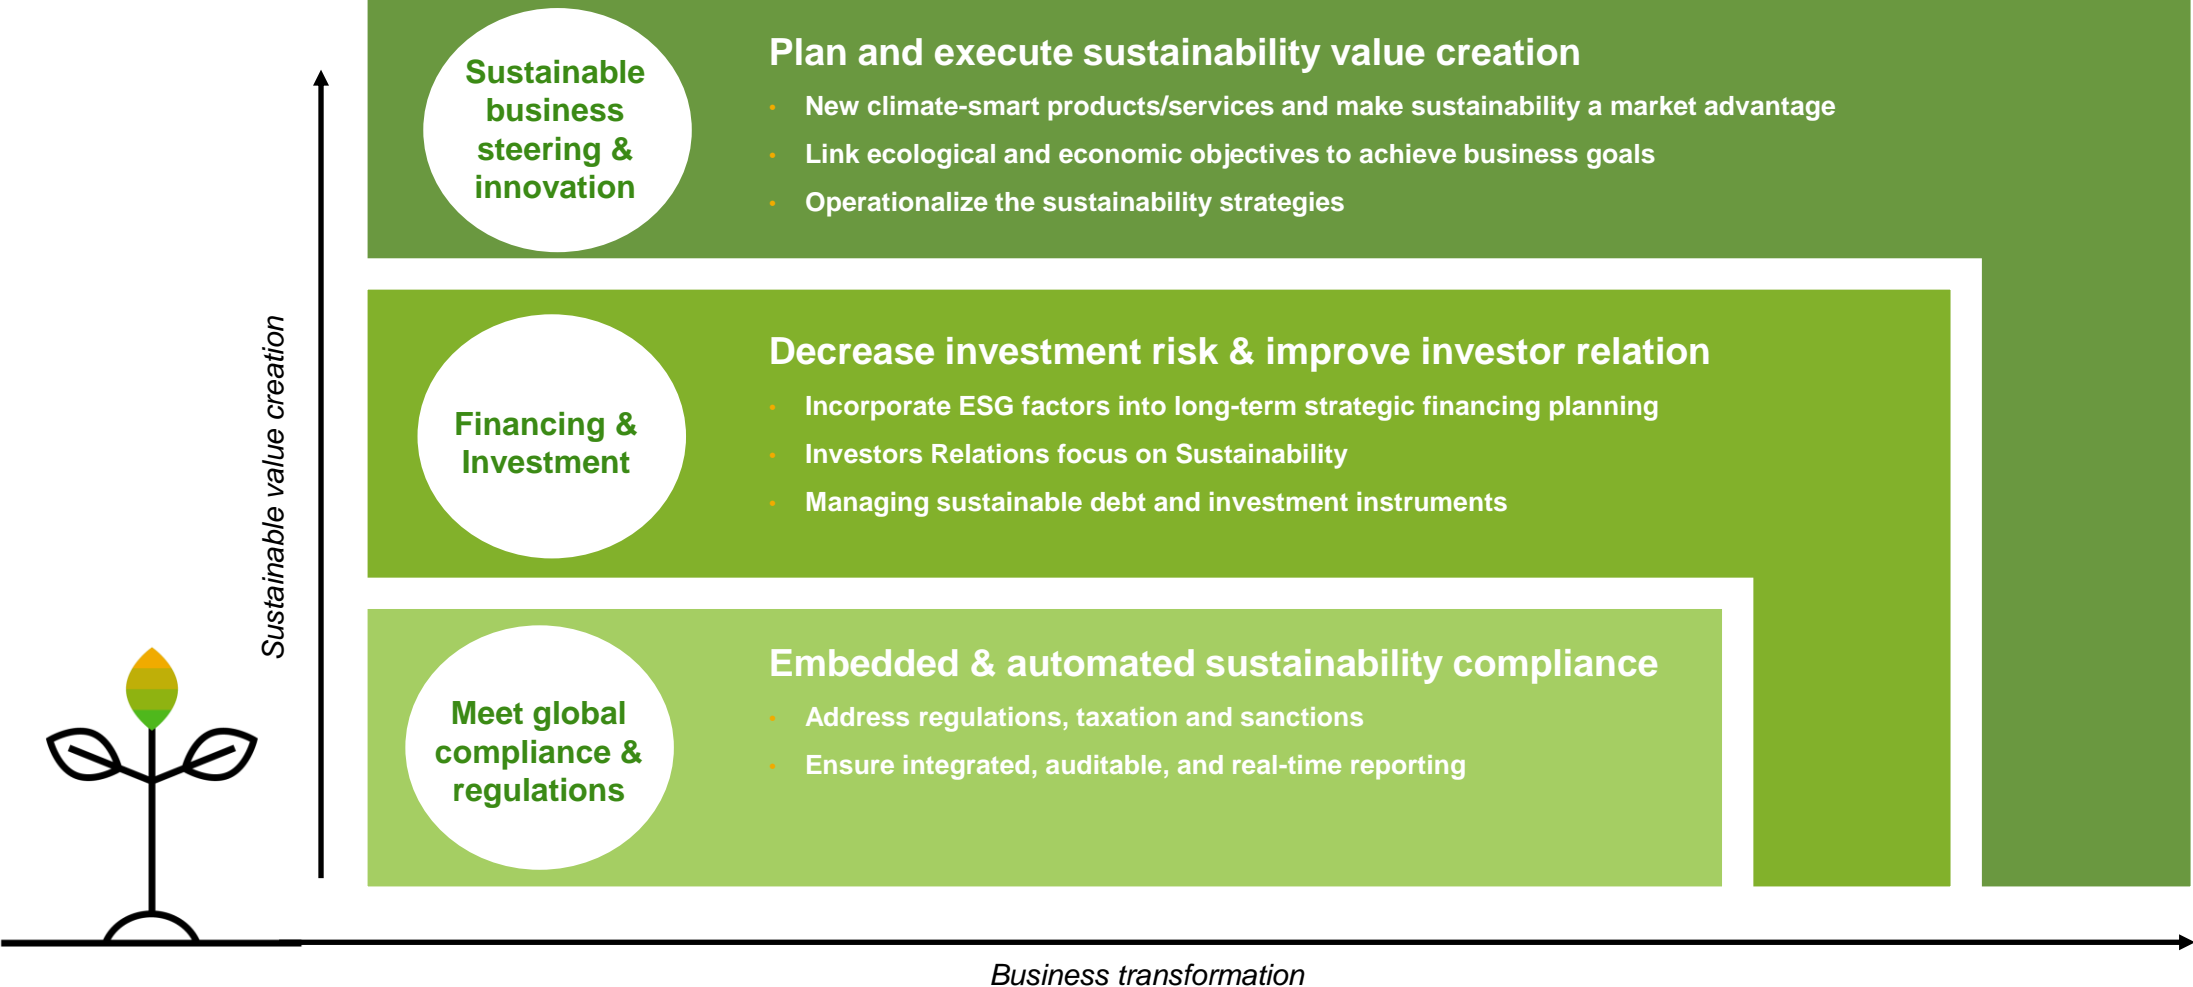 Sustainable
business
steering &
innovation
Plan and execute sustainability value creation
• New climate-smart products/services and make sustainability a market advantage
• Link ecological and economic objectives to achieve business goals
• Operationalize the sustainability strategies
Sustainable value creation
Financing &
Investment
Decrease investment risk & improve investor relation
• Incorporate ESG factors into long-term strategic financing planning
• Investors Relations focus on Sustainability
• Managing sustainable debt and investment instruments
Meet global
compliance &
regulations
Embedded & automated sustainability compliance
• Address regulations, taxation and sanctions
• Ensure integrated, auditable, and real-time reporting
Business transformation